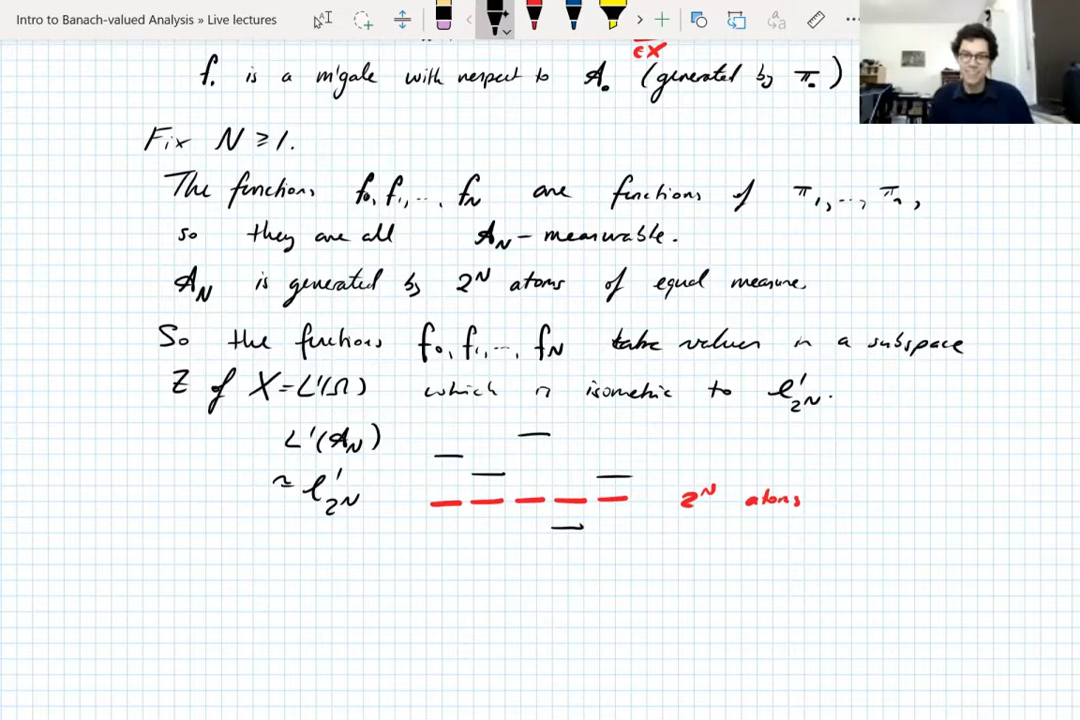 Intro to Banach-valued Analysis » Live lectures
∈X
f. is a m'gale with respect to 𝒜. (generated by π.)
Fix N ≥ 1.
The functions f₀, f₁, ..., f_N are functions of π₁, ..., πₙ,
so they are all 𝒜_N - measurable.
𝒜_N is generated by 2^N atoms of equal measure.
So the functions f₀, f₁, ..., f_N take values in a subspace
Z of X = L¹(Ω) which is isometric to ℓ¹_{2^N}.
L¹(𝒜_N)
≈ ℓ¹_{2^N}
2^N atoms